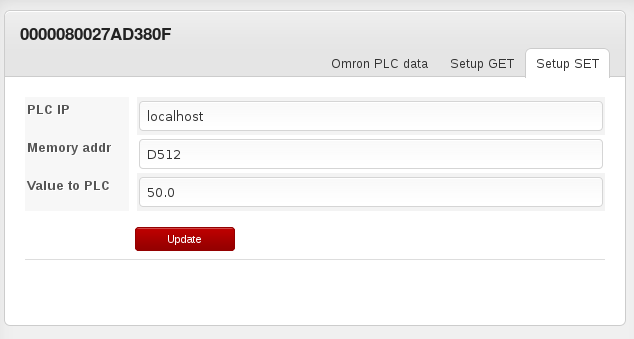 0000080027AD380F
Omron PLC data Setup GET Setup SET
PLC IP localhost
Memory addr D512
Value to PLC 50.0
Update